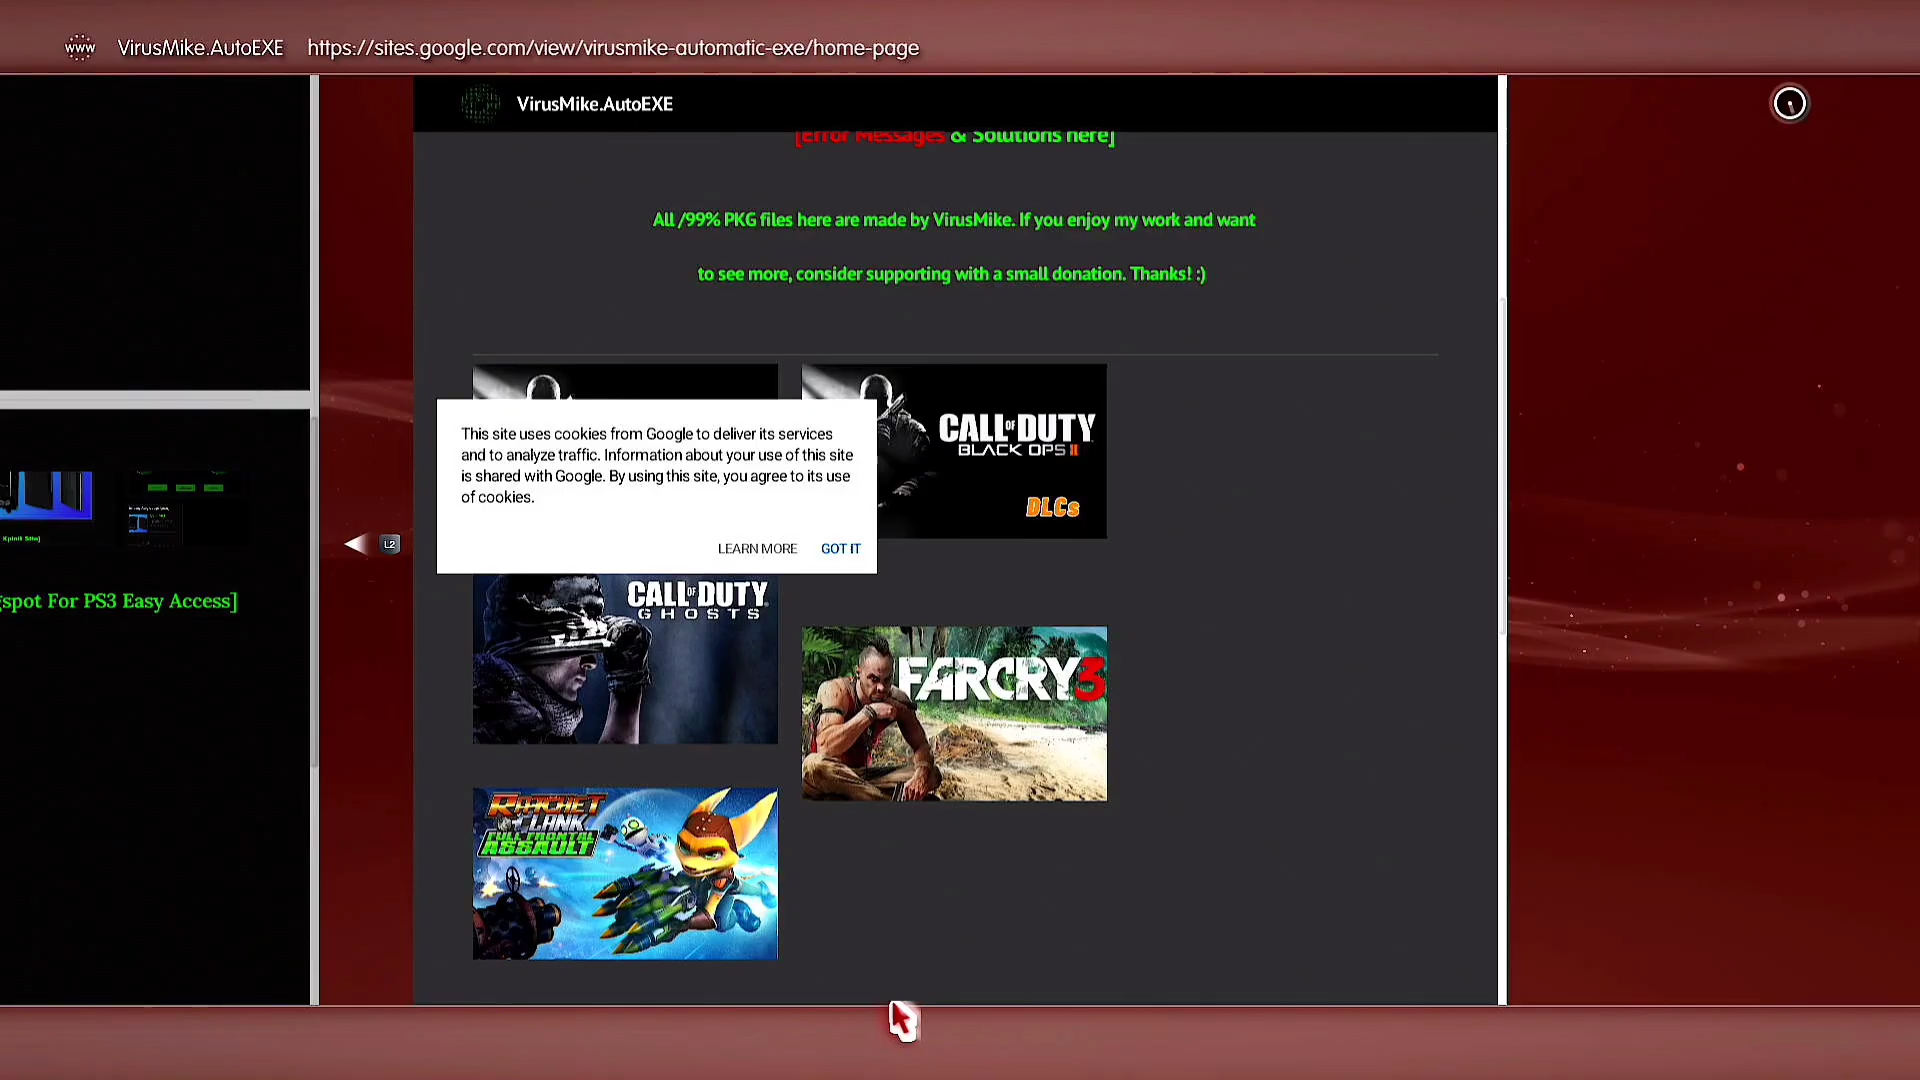 www VirusMike.AutoEXE https://sites.google.com/view/virusmike-automatic-exe/home-page
VirusMike.AutoEXE
[Error Messages & Solutions here]
All /99% PKG files here are made by VirusMike. If you enjoy my work and want
to see more, consider supporting with a small donation. Thanks! :)
CALL OF DUTY
BLACK OPS II
DLCs
This site uses cookies from Google to deliver its services
and to analyze traffic. Information about your use of this site
is shared with Google. By using this site, you agree to its use
of cookies.
LEARN MORE GOT IT
L2
Kpinit Site]
gspot For PS3 Easy Access]
CALL OF DUTY
GHOSTS
FARCRY3
RATCHET
CLANK
FULL FRONTAL
ASSAULT